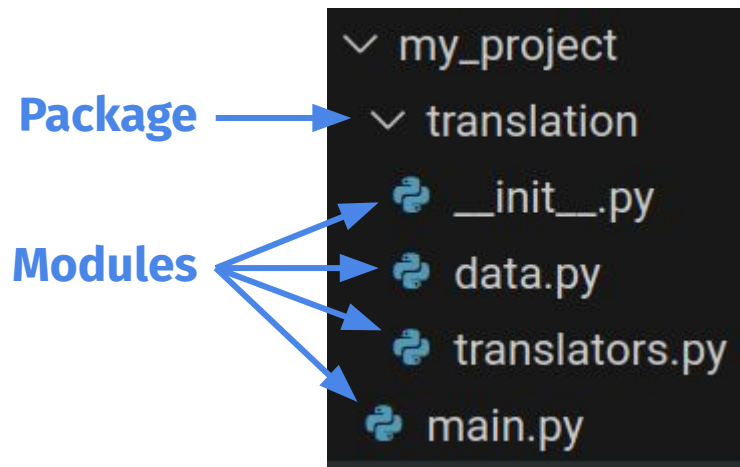 my_project
Package
translation
__init__.py
Modules
data.py
translators.py
main.py